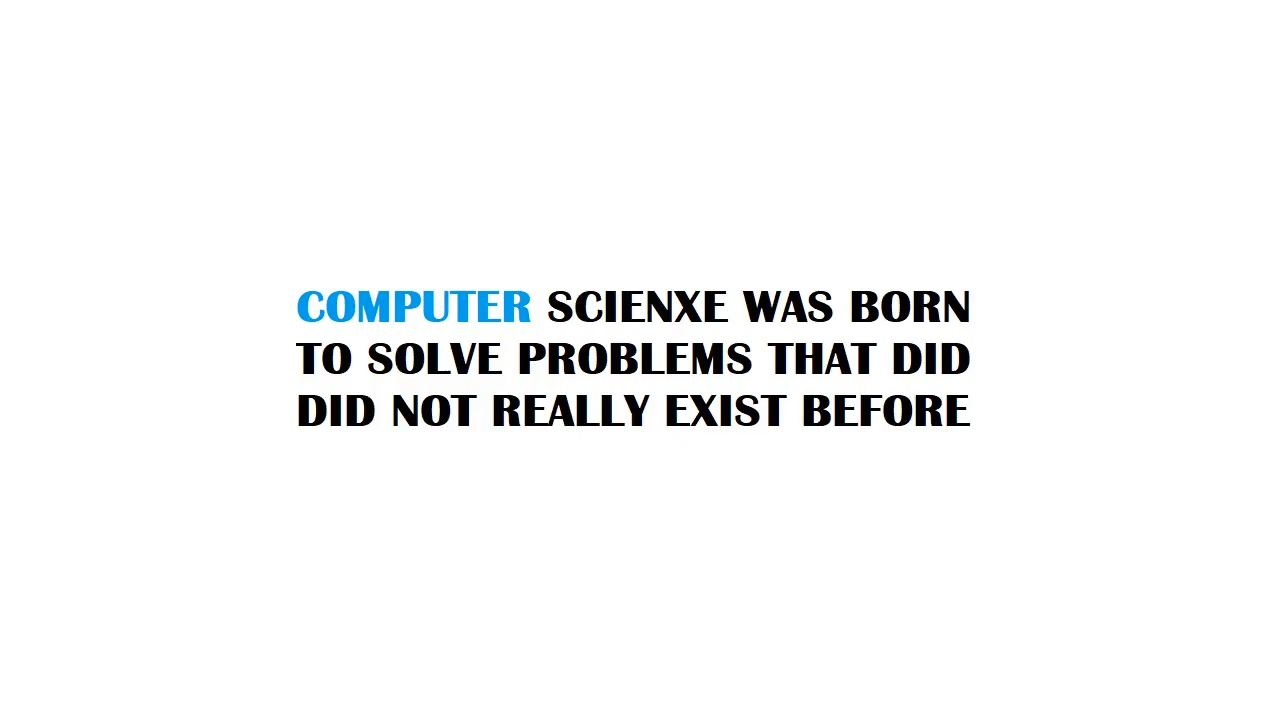 COMPUTER SCIENXE WAS BORN
TO SOLVE PROBLEMS THAT DID
DID NOT REALLY EXIST BEFORE